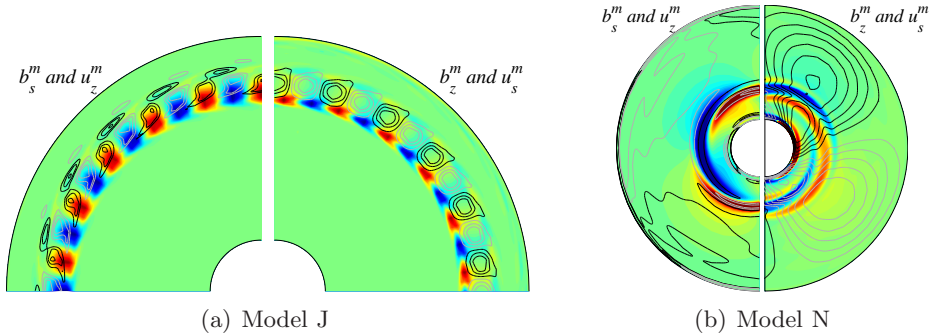 b_s^m and u_z^m
b_z^m and u_s^m
b_s^m and u_z^m
b_z^m and u_s^m
(a) Model J
(b) Model N